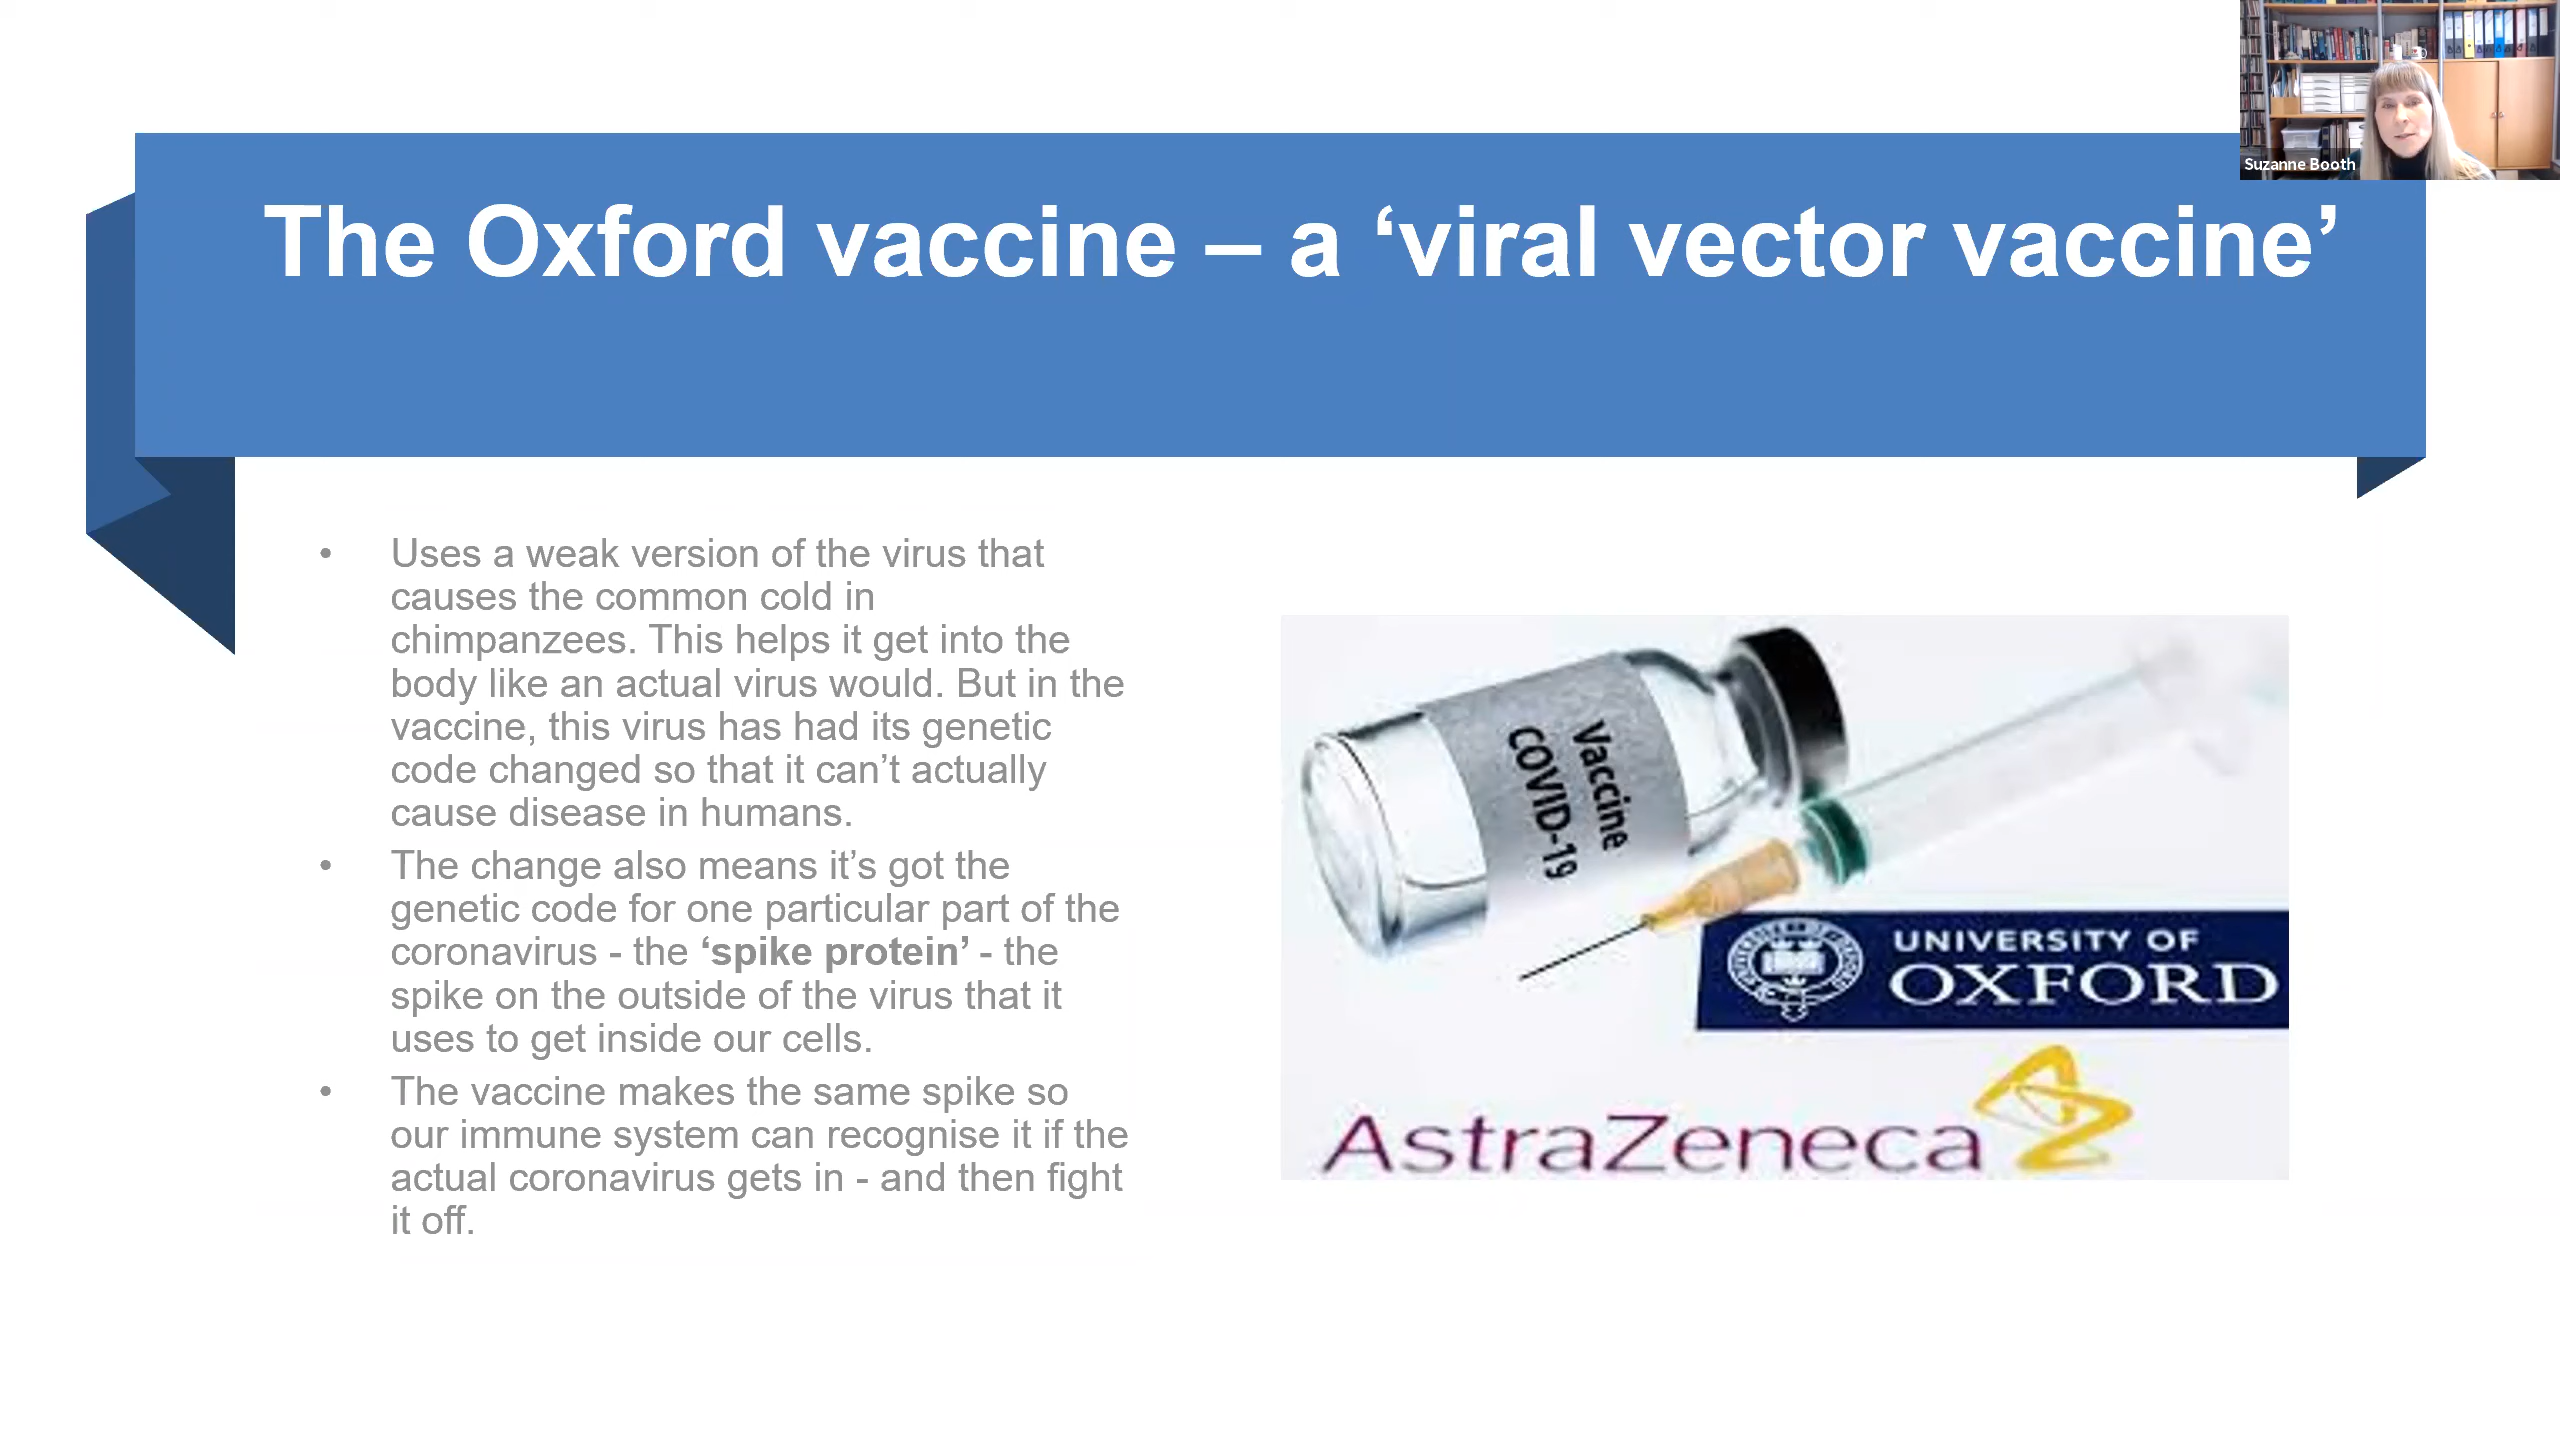 Suzanne Booth
The Oxford vaccine – a ‘viral vector vaccine’
• Uses a weak version of the virus that
causes the common cold in
chimpanzees. This helps it get into the
body like an actual virus would. But in the
vaccine, this virus has had its genetic
code changed so that it can’t actually
cause disease in humans.
• The change also means it’s got the
genetic code for one particular part of the
coronavirus - the ‘spike protein’ - the
spike on the outside of the virus that it
uses to get inside our cells.
• The vaccine makes the same spike so
our immune system can recognise it if the
actual coronavirus gets in - and then fight
it off.
Vaccine
COVID-19
UNIVERSITY OF
OXFORD
AstraZeneca